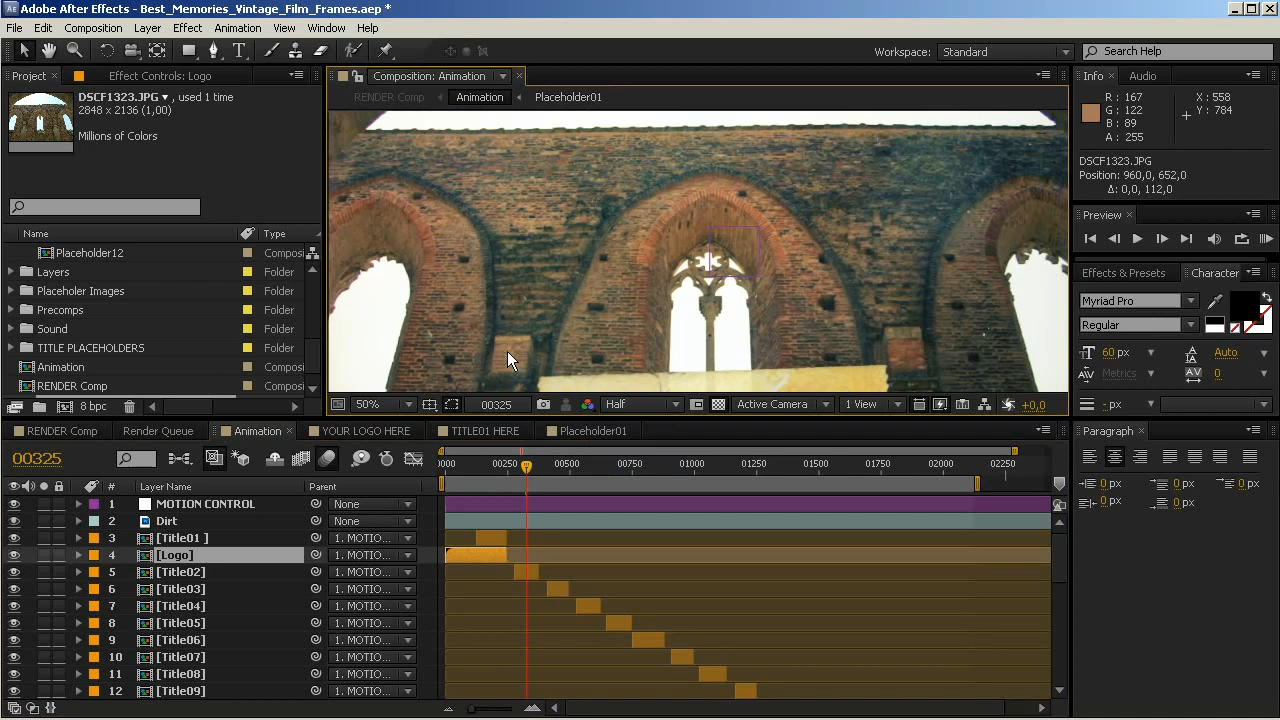 Adobe After Effects - Best_Memories_Vintage_Film_Frames.aep *
File Edit Composition Layer Effect Animation View Window Help
Workspace: Standard Search Help
Project Effect Controls: Logo
DSCF1323.JPG ▾ , used 1 time
2848 x 2136 (1,00)
Millions of Colors
Name Type
Placeholder12 Composi
Layers Folder
Placeholer Images Folder
Precomps Folder
Sound Folder
TITLE PLACEHOLDERS Folder
Animation Composi
RENDER Comp Composi
8 bpc
Composition: Animation
RENDER Comp Animation Placeholder01
50% 00325 Half Active Camera 1 View +0,0
Info Audio
R : 167 X : 558
G : 122 Y : 784
B : 89
A : 255
DSCF1323.JPG
Position: 960,0, 652,0
Δ: 0,0, 112,0
Preview
Effects & Presets Character
Myriad Pro
Regular
60 px Auto
Metrics 0
- px
Paragraph
0 px 0 px 0 px
0 px 0 px
RENDER Comp Render Queue Animation YOUR LOGO HERE TITLE01 HERE Placeholder01
00325
0000 00250 00500 00750 01000 01250 01500 01750 02000 02250
# Layer Name Parent
1 MOTION CONTROL None
2 Dirt None
3 [Title01 ] 1. MOTIO...
4 [Logo] 1. MOTIO...
5 [Title02] 1. MOTIO...
6 [Title03] 1. MOTIO...
7 [Title04] 1. MOTIO...
8 [Title05] 1. MOTIO...
9 [Title06] 1. MOTIO...
10 [Title07] 1. MOTIO...
11 [Title08] 1. MOTIO...
12 [Title09] 1. MOTIO...